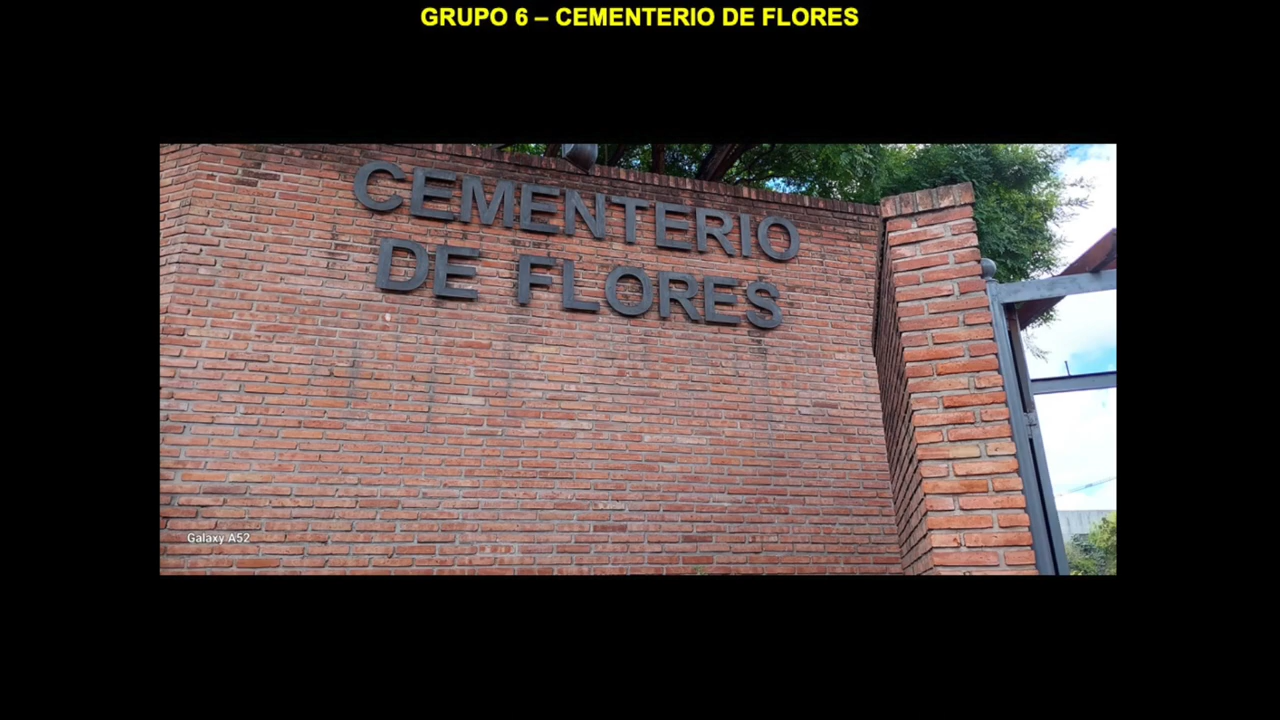 GRUPO 6 – CEMENTERIO DE FLORES
CEMENTERIO
DE FLORES
Galaxy A52